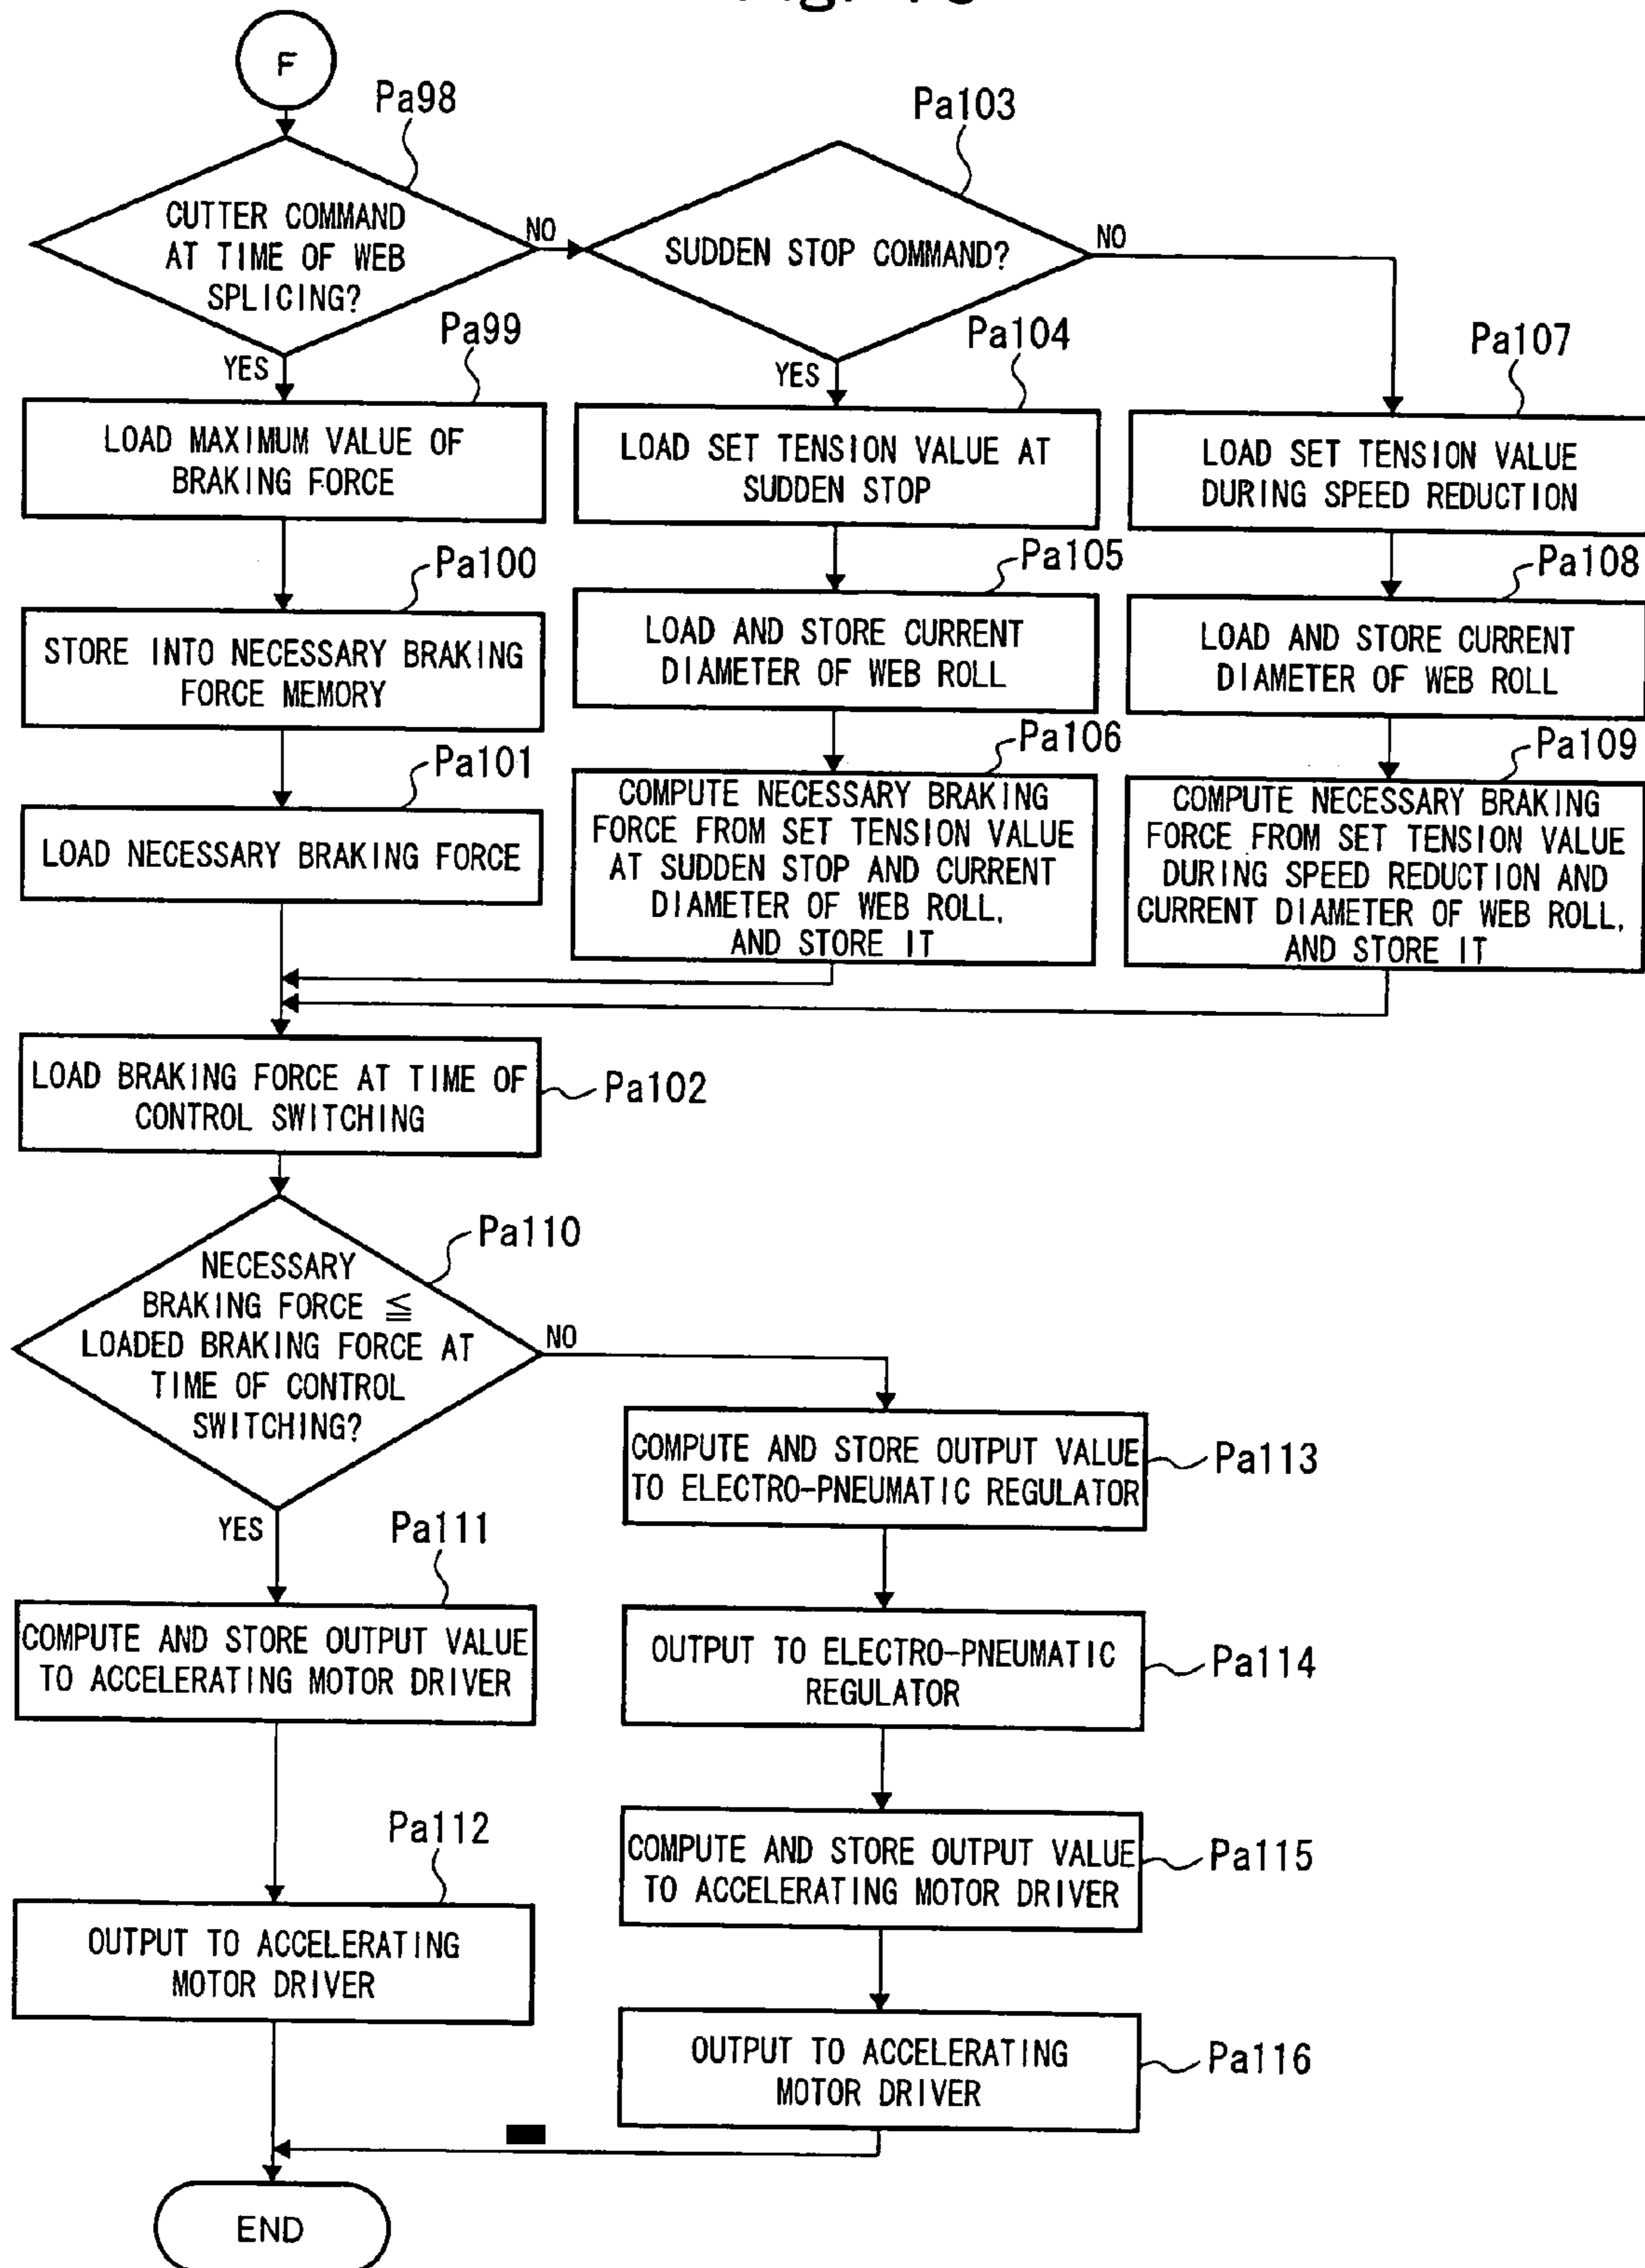 F
Pa98
CUTTER COMMAND
AT TIME OF WEB
SPLICING?
NO
YES
Pa103
SUDDEN STOP COMMAND?
NO
YES
Pa99
LOAD MAXIMUM VALUE OF
BRAKING FORCE
Pa104
LOAD SET TENSION VALUE AT
SUDDEN STOP
Pa107
LOAD SET TENSION VALUE
DURING SPEED REDUCTION
Pa100
STORE INTO NECESSARY BRAKING
FORCE MEMORY
Pa105
LOAD AND STORE CURRENT
DIAMETER OF WEB ROLL
Pa108
LOAD AND STORE CURRENT
DIAMETER OF WEB ROLL
Pa101
LOAD NECESSARY BRAKING FORCE
Pa106
COMPUTE NECESSARY BRAKING
FORCE FROM SET TENSION VALUE
AT SUDDEN STOP AND CURRENT
DIAMETER OF WEB ROLL,
AND STORE IT
Pa109
COMPUTE NECESSARY BRAKING
FORCE FROM SET TENSION VALUE
DURING SPEED REDUCTION AND
CURRENT DIAMETER OF WEB ROLL,
AND STORE IT
LOAD BRAKING FORCE AT TIME OF
CONTROL SWITCHING
Pa102
Pa110
NECESSARY
BRAKING FORCE ≦
LOADED BRAKING FORCE AT
TIME OF CONTROL
SWITCHING?
NO
YES
Pa111
COMPUTE AND STORE OUTPUT VALUE
TO ACCELERATING MOTOR DRIVER
Pa112
OUTPUT TO ACCELERATING
MOTOR DRIVER
COMPUTE AND STORE OUTPUT VALUE
TO ELECTRO-PNEUMATIC REGULATOR
Pa113
OUTPUT TO ELECTRO-PNEUMATIC
REGULATOR
Pa114
COMPUTE AND STORE OUTPUT VALUE
TO ACCELERATING MOTOR DRIVER
Pa115
OUTPUT TO ACCELERATING
MOTOR DRIVER
Pa116
END